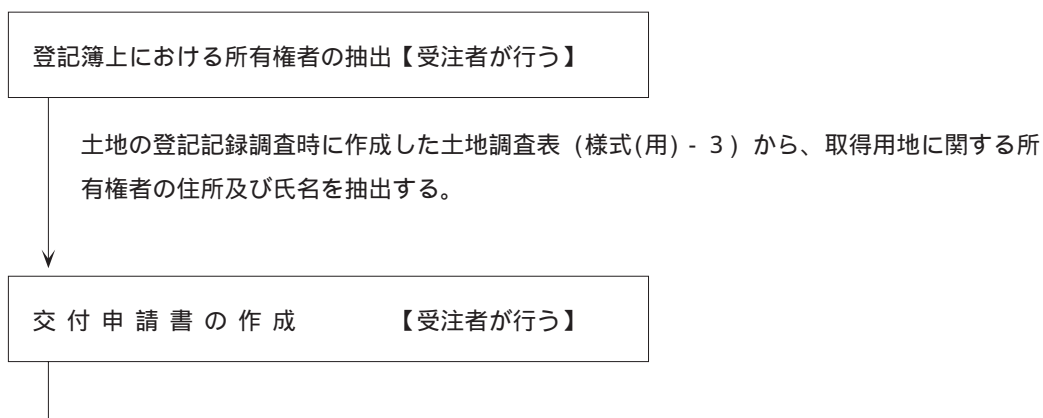 登記簿上における所有権者の抽出【受注者が行う】
土地の登記記録調査時に作成した土地調査表 (様式(用) - 3) から、取得用地に関する所
有権者の住所及び氏名を抽出する。
交 付 申 請 書 の 作 成 【受注者が行う】